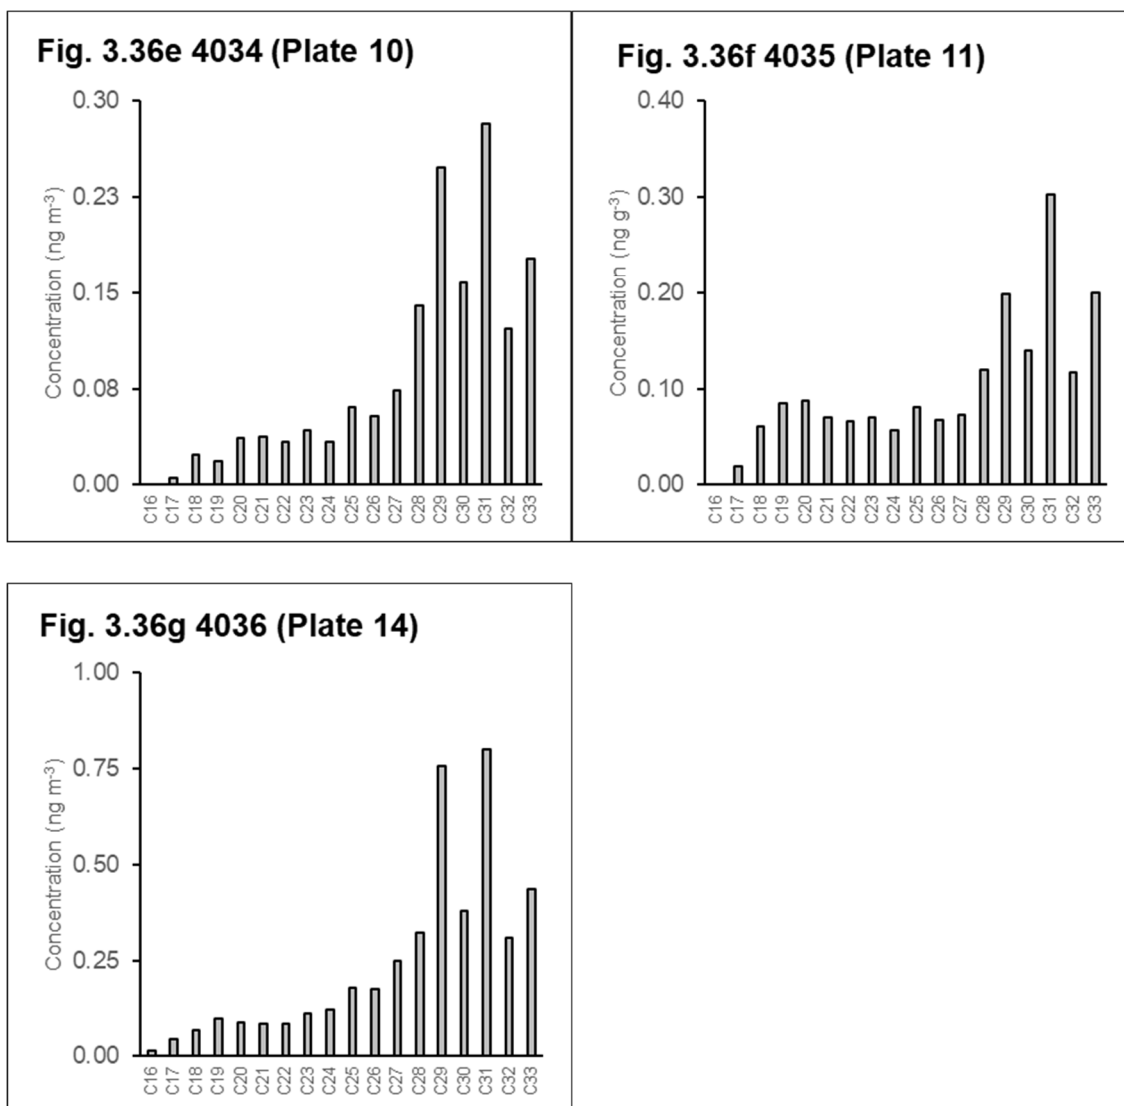 Fig. 3.36e 4034 (Plate 10)
Concentration (ng m-3)
0.30
0.23
0.15
0.08
0.00
C16 C17 C18 C19 C20 C21 C22 C23 C24 C25 C26 C27 C28 C29 C30 C31 C32 C33
Fig. 3.36f 4035 (Plate 11)
Concentration (ng g-3)
0.40
0.30
0.20
0.10
0.00
C16 C17 C18 C19 C20 C21 C22 C23 C24 C25 C26 C27 C28 C29 C30 C31 C32 C33
Fig. 3.36g 4036 (Plate 14)
Concentration (ng m-3)
1.00
0.75
0.50
0.25
0.00
C16 C17 C18 C19 C20 C21 C22 C23 C24 C25 C26 C27 C28 C29 C30 C31 C32 C33